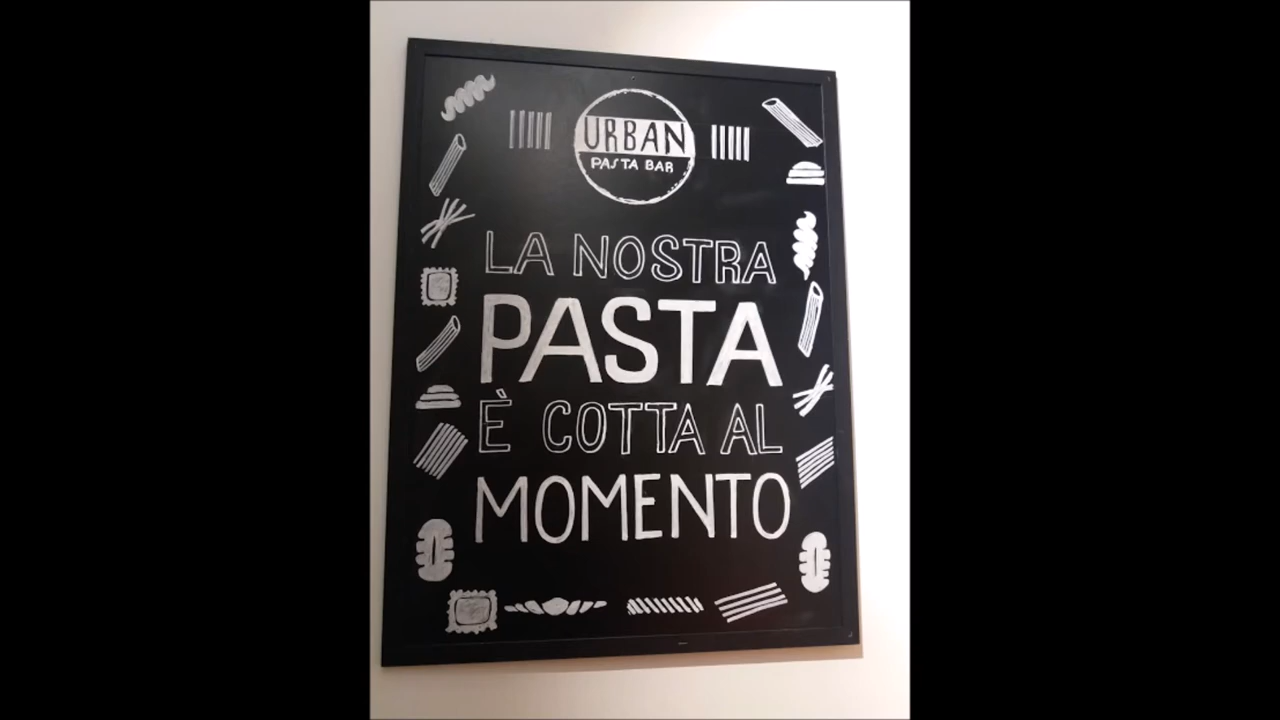 URBAN
PASTA BAR
LA NOSTRA
PASTA
È COTTA AL
MOMENTO